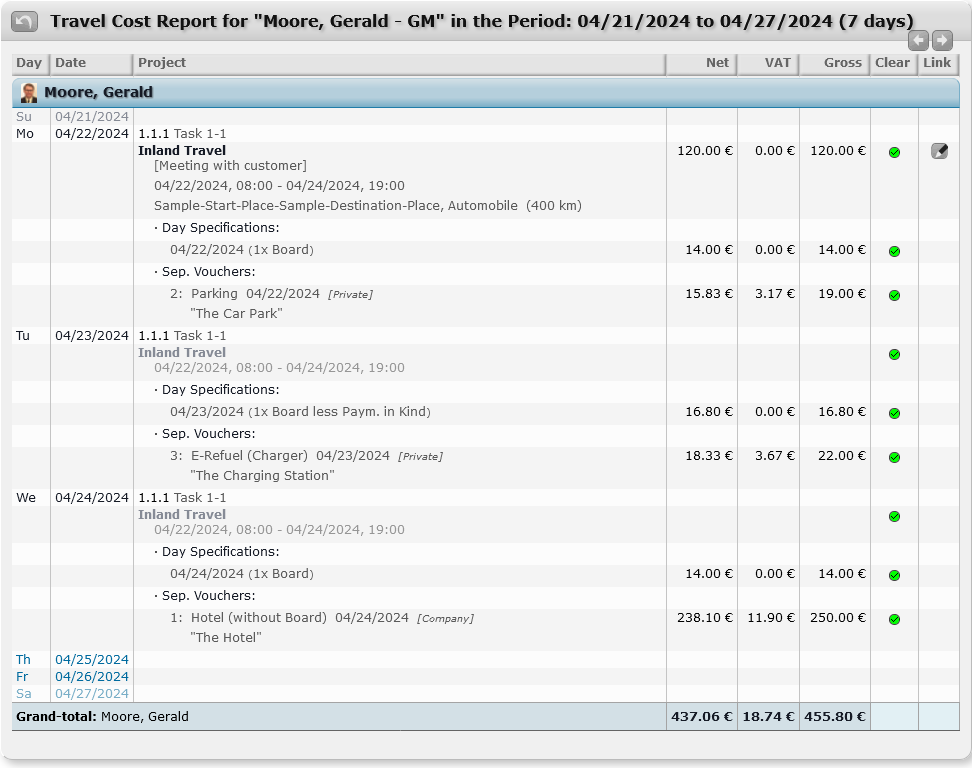 Travel Cost Report for "Moore, Gerald - GM" in the Period: 04/21/2024 to 04/27/2024 (7 days)
Day Date Project Net VAT Gross Clear Link
Moore, Gerald
Su 04/21/2024
Mo 04/22/2024 1.1.1 Task 1-1
Inland Travel 120.00 € 0.00 € 120.00 €
[Meeting with customer]
04/22/2024, 08:00 - 04/24/2024, 19:00
Sample-Start-Place-Sample-Destination-Place, Automobile (400 km)
· Day Specifications:
04/22/2024 (1x Board) 14.00 € 0.00 € 14.00 €
· Sep. Vouchers:
2: Parking 04/22/2024 [Private] 15.83 € 3.17 € 19.00 €
"The Car Park"
Tu 04/23/2024 1.1.1 Task 1-1
Inland Travel
04/22/2024, 08:00 - 04/24/2024, 19:00
· Day Specifications:
04/23/2024 (1x Board less Paym. in Kind) 16.80 € 0.00 € 16.80 €
· Sep. Vouchers:
3: E-Refuel (Charger) 04/23/2024 [Private] 18.33 € 3.67 € 22.00 €
"The Charging Station"
We 04/24/2024 1.1.1 Task 1-1
Inland Travel
04/22/2024, 08:00 - 04/24/2024, 19:00
· Day Specifications:
04/24/2024 (1x Board) 14.00 € 0.00 € 14.00 €
· Sep. Vouchers:
1: Hotel (without Board) 04/24/2024 [Company] 238.10 € 11.90 € 250.00 €
"The Hotel"
Th 04/25/2024
Fr 04/26/2024
Sa 04/27/2024
Grand-total: Moore, Gerald 437.06 € 18.74 € 455.80 €